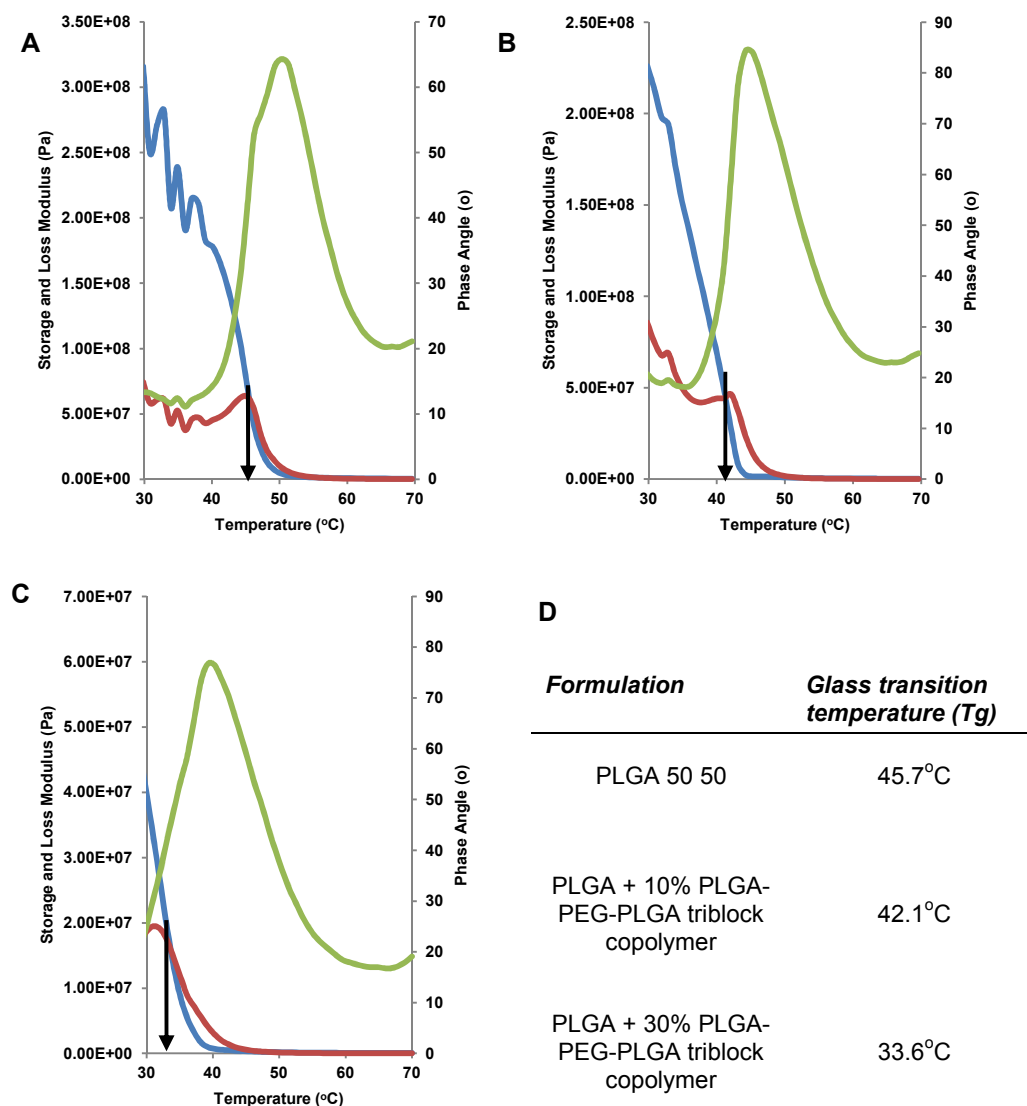 A
3.50E+08
3.00E+08
2.50E+08
2.00E+08
1.50E+08
1.00E+08
5.00E+07
0.00E+00
Storage and Loss Modulus (Pa)
70
60
50
40
30
20
10
0
Phase Angle (o)
30 40 50 60 70
Temperature (°C)
B
2.50E+08
2.00E+08
1.50E+08
1.00E+08
5.00E+07
0.00E+00
Storage and Loss Modulus (Pa)
90
80
70
60
50
40
30
20
10
0
Phase Angle (o)
30 40 50 60 70
Temperature (°C)
C
7.00E+07
6.00E+07
5.00E+07
4.00E+07
3.00E+07
2.00E+07
1.00E+07
0.00E+00
Storage and Loss Modulus (Pa)
90
80
70
60
50
40
30
20
10
0
Phase Angle (o)
30 40 50 60 70
Temperature (°C)
D
Formulation Glass transition
temperature (Tg)
PLGA 50 50 45.7°C
PLGA + 10% PLGA-
PEG-PLGA triblock 42.1°C
copolymer
PLGA + 30% PLGA-
PEG-PLGA triblock 33.6°C
copolymer